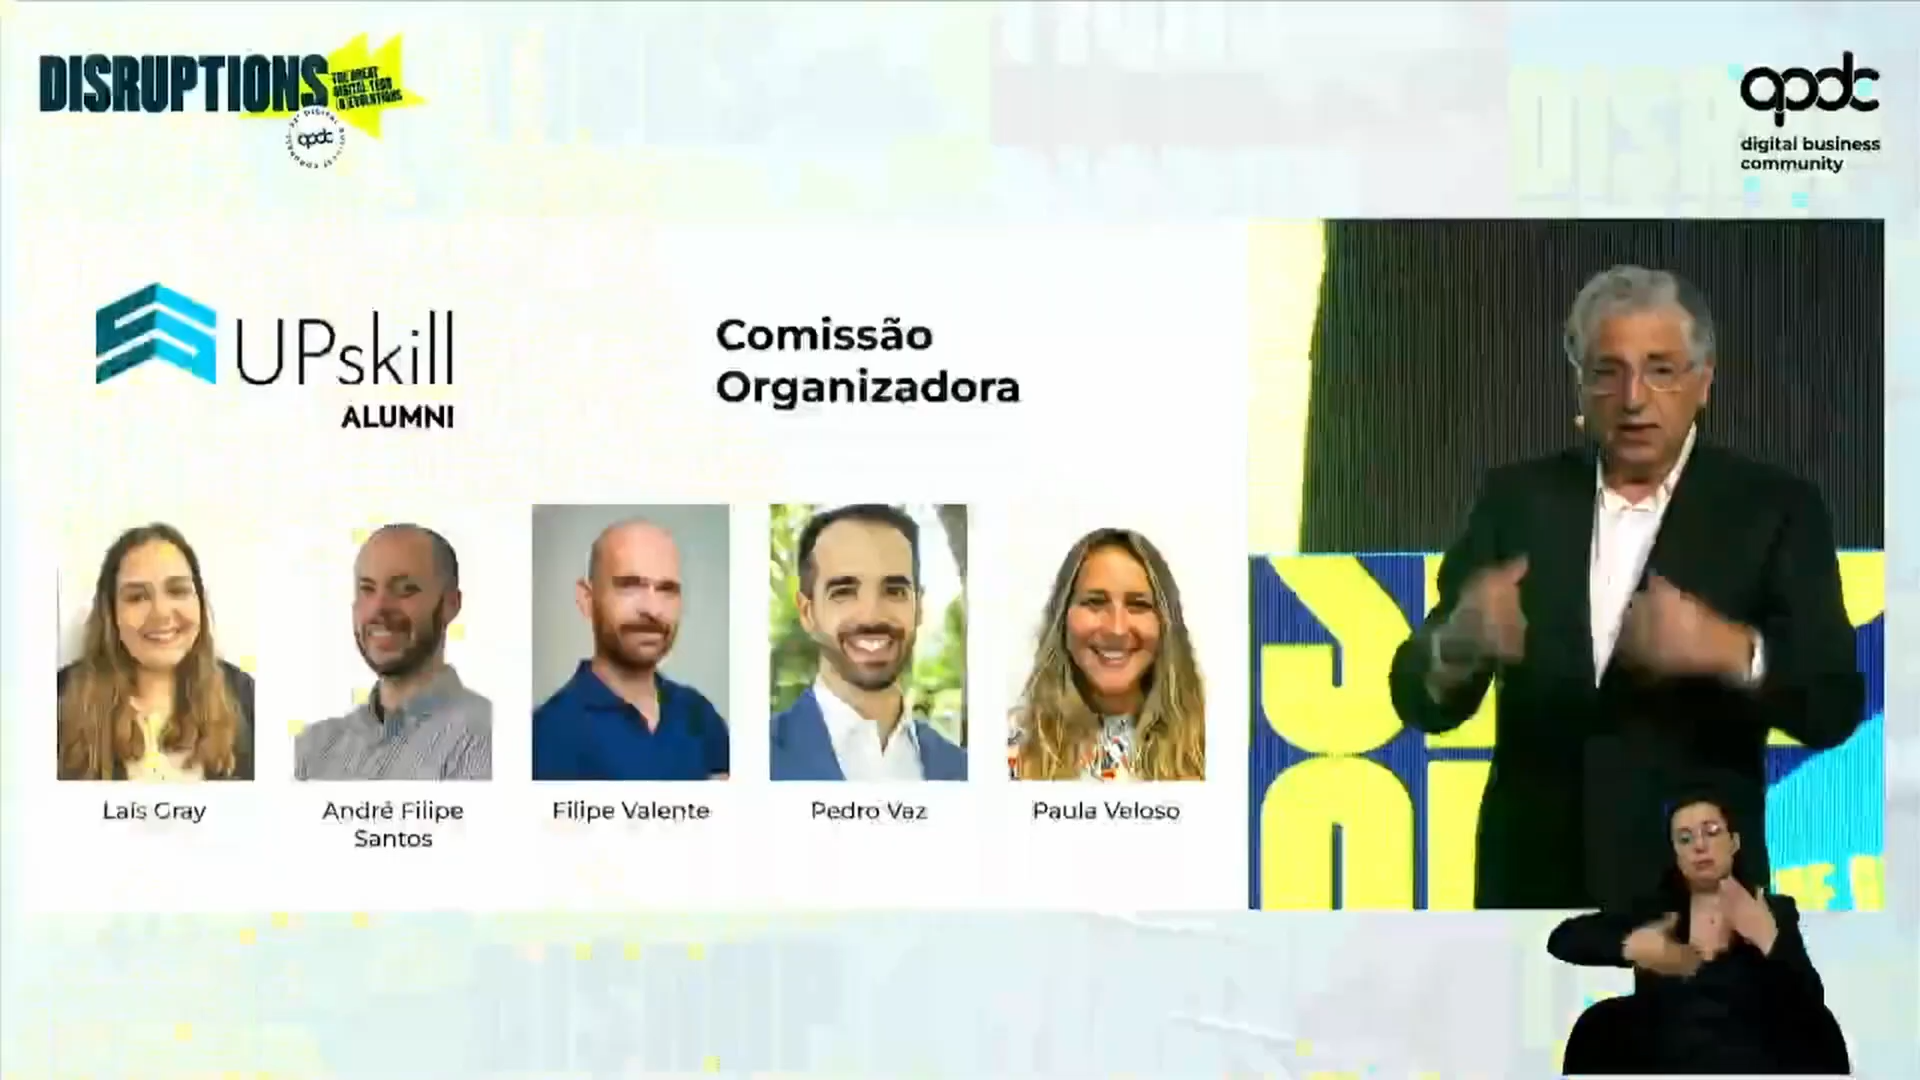 DISRUPTIONS
THE GREAT
DIGITAL TECH
(R)EVOLUTIONS
apdc
apdc
digital business
community
UPskill
ALUMNI
Comissão
Organizadora
Laís Gray
André Filipe
Santos
Filipe Valente
Pedro Vaz
Paula Veloso